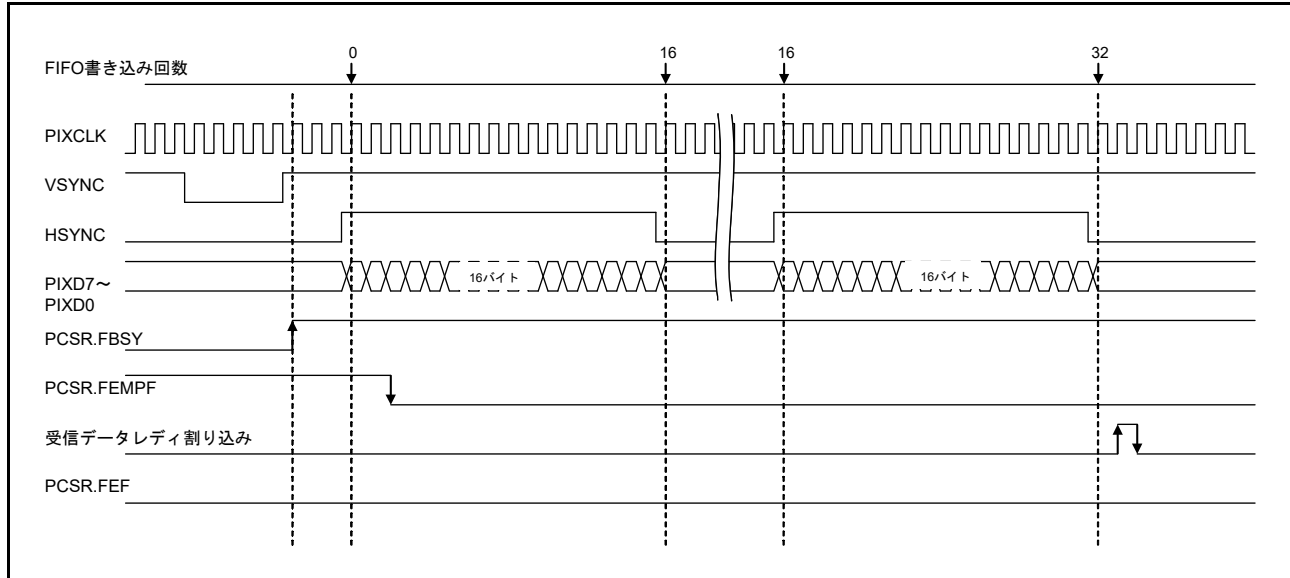 0
16
16
32
FIFO書き込み回数
PIXCLK
VSYNC
HSYNC
PIXD7～
PIXD0
16バイト
16バイト
PCSR.FBSY
PCSR.FEMPF
受信データレディ割り込み
PCSR.FEF